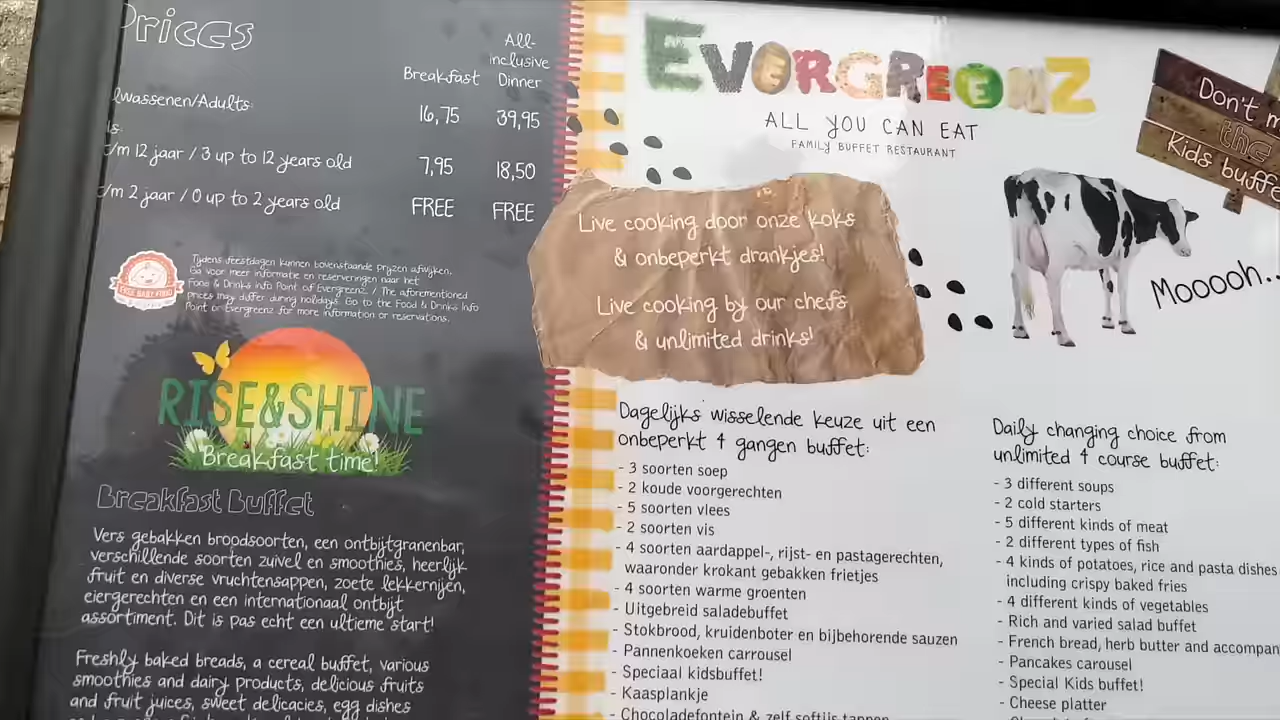 Prices
All-
inclusive
Breakfast Dinner
lwassenen/Adults 16,75 39,95
/m 12 jaar / 3 up to 12 years old 7,95 18,50
/m 2 jaar / 0 up to 2 years old FREE FREE
FREE BABY FOOD
Tijdens feestdagen kunnen bovenstaande prijzen afwijken.
Ga voor meer informatie en reserveringen naar het
Food & Drinks Info Point of Evergreenz / The aforementioned
prices may differ during holidays. Go to the Food & Drinks Info
Point or Evergreenz for more information or reservations.
RISE&SHINE
Breakfast time!
Breakfast Buffet
Vers gebakken broodsoorten, een ontbijtgranenbar,
verschillende soorten zuivel en smoothies, heerlijk
fruit en diverse vruchtensappen, zoete lekkernijen,
eiergerechten en een internationaal ontbijt
assortiment. Dit is pas echt een ultieme start!
Freshly baked breads, a cereal buffet, various
smoothies and dairy products, delicious fruits
and fruit juices, sweet delicacies, egg dishes
EVERGREENZ
ALL YOU CAN EAT
FAMILY BUFFET RESTAURANT
Live cooking door onze koks
& onbeperkt drankjes!
Live cooking by our chefs
& unlimited drinks!
Don't m
the
Kids buffe
Mooooh..
Dagelijks wisselende keuze uit een
onbeperkt 4 gangen buffet:
- 3 soorten soep
- 2 koude voorgerechten
- 5 soorten vlees
- 2 soorten vis
- 4 soorten aardappel-, rijst- en pastagerechten,
waaronder krokant gebakken frietjes
- 4 soorten warme groenten
- Uitgebreid saladebuffet
- Stokbrood, kruidenboter en bijbehorende sauzen
- Pannenkoeken carrousel
- Speciaal kidsbuffet!
- Kaasplankje
- Chocoladefontein & zelf softijs tappen
Daily changing choice from
unlimited 4 course buffet:
- 3 different soups
- 2 cold starters
- 5 different kinds of meat
- 2 different types of fish
- 4 kinds of potatoes, rice and pasta dishes
including crispy baked fries
- 4 different kinds of vegetables
- Rich and varied salad buffet
- French bread, herb butter and accompan
- Pancakes carousel
- Special Kids buffet!
- Cheese platter